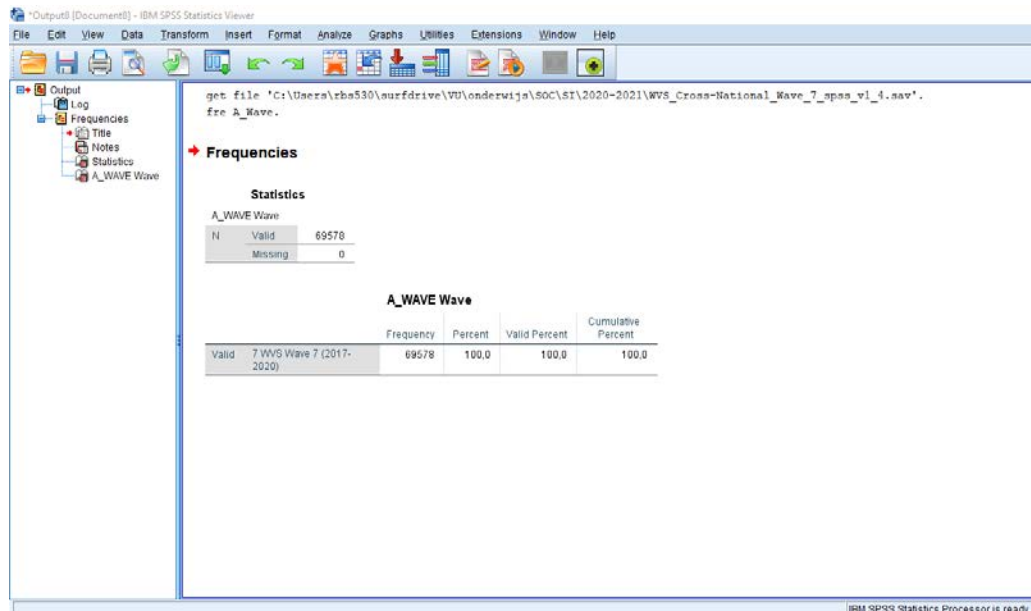 *Output8 [Document8] - IBM SPSS Statistics Viewer
File Edit View Data Transform Insert Format Analyze Graphs Utilities Extensions Window Help
Output
Log
Frequencies
Title
Notes
Statistics
A_WAVE Wave
get file 'C:\Users\rbs530\surfdrive\VU\onderwijs\SOC\SI\2020-2021\WVS_Cross-National_Wave_7_spss_v1_4.sav'.
fre A_Wave.
Frequencies
Statistics
A_WAVE Wave
N Valid 69578
Missing 0
A_WAVE Wave
Frequency Percent Valid Percent Cumulative Percent
Valid 7 WVS Wave 7 (2017-2020) 69578 100,0 100,0 100,0
IBM SPSS Statistics Processor is ready